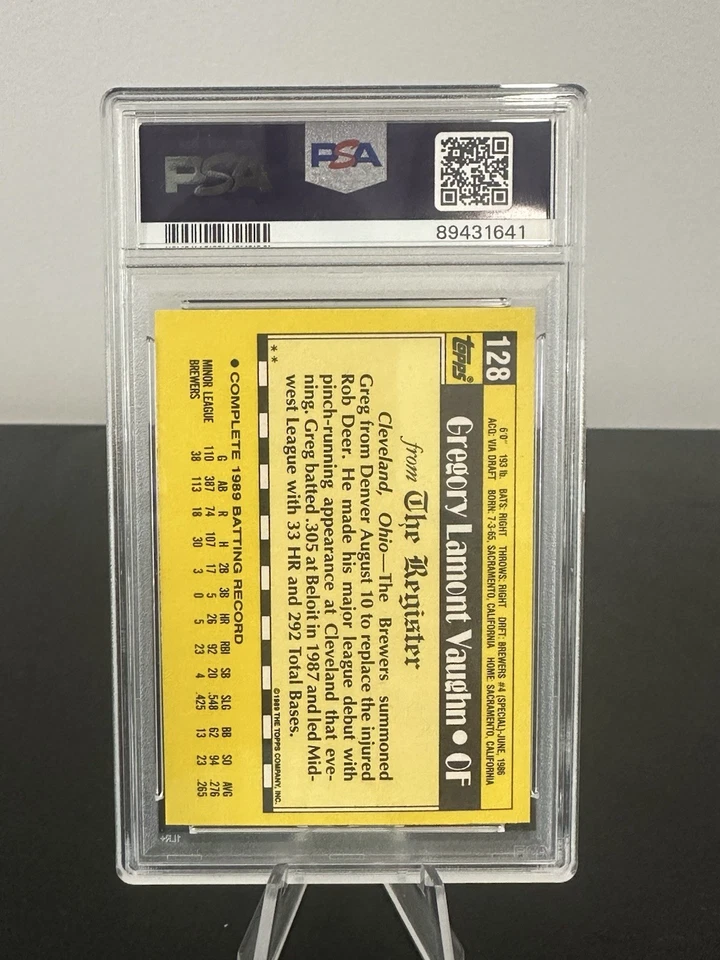 PSA
PSA
89431641
128
topps®
6'0" 193 lb. BATS: RIGHT THROWS: RIGHT DRFT: BREWERS #4 (SPECIAL)-JUNE, 1986
ACQ: VIA DRAFT BORN: 7-3-65, SACRAMENTO, CALIFORNIA HOME: SACRAMENTO, CALIFORNIA
Gregory Lamont Vaughn • OF
from The Register
Cleveland, Ohio—The Brewers summoned
Greg from Denver August 10 to replace the injured
Rob Deer. He made his major league debut with
pinch-running appearance at Cleveland that eve-
ning. Greg batted .305 at Beloit in 1987 and led Mid-
west League with 33 HR and 292 Total Bases.
©1989 THE TOPPS COMPANY, INC.
**
• COMPLETE 1989 BATTING RECORD
G AB R H 2B 3B HR RBI SB SLG BB SO AVG
MINOR LEAGUE 110 387 74 107 17 5 26 92 20 .548 62 94 .276
BREWERS 38 113 18 30 3 0 5 23 4 .425 13 23 .265